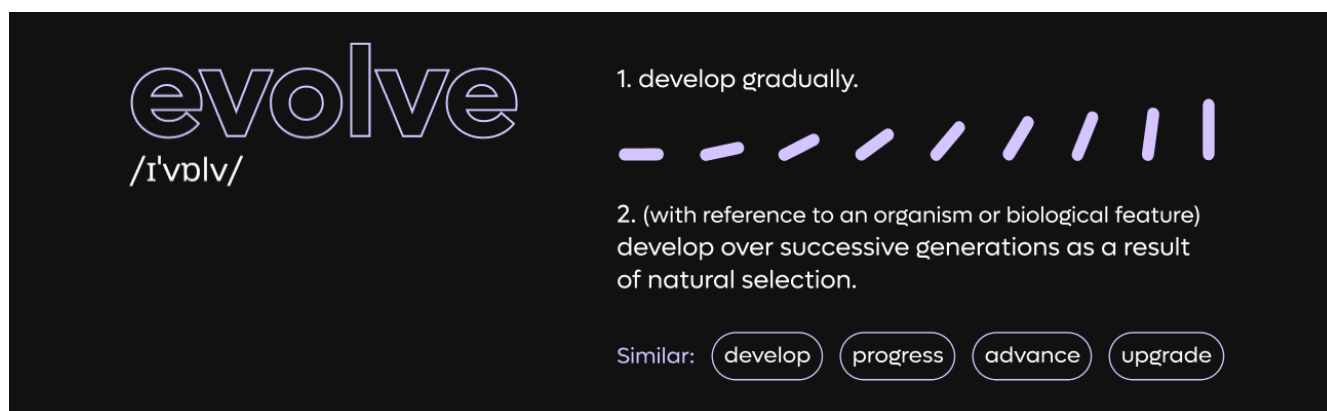 evolve
/ɪ'vɒlv/
1. develop gradually.
2. (with reference to an organism or biological feature)
develop over successive generations as a result
of natural selection.
Similar: develop progress advance upgrade